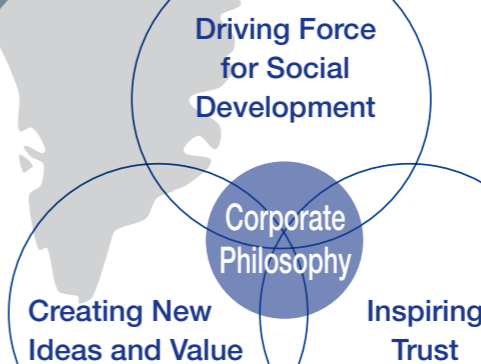 Driving Force
for Social
Development
Corporate
Philosophy
Creating New
Ideas and Value
Inspiring
Trust